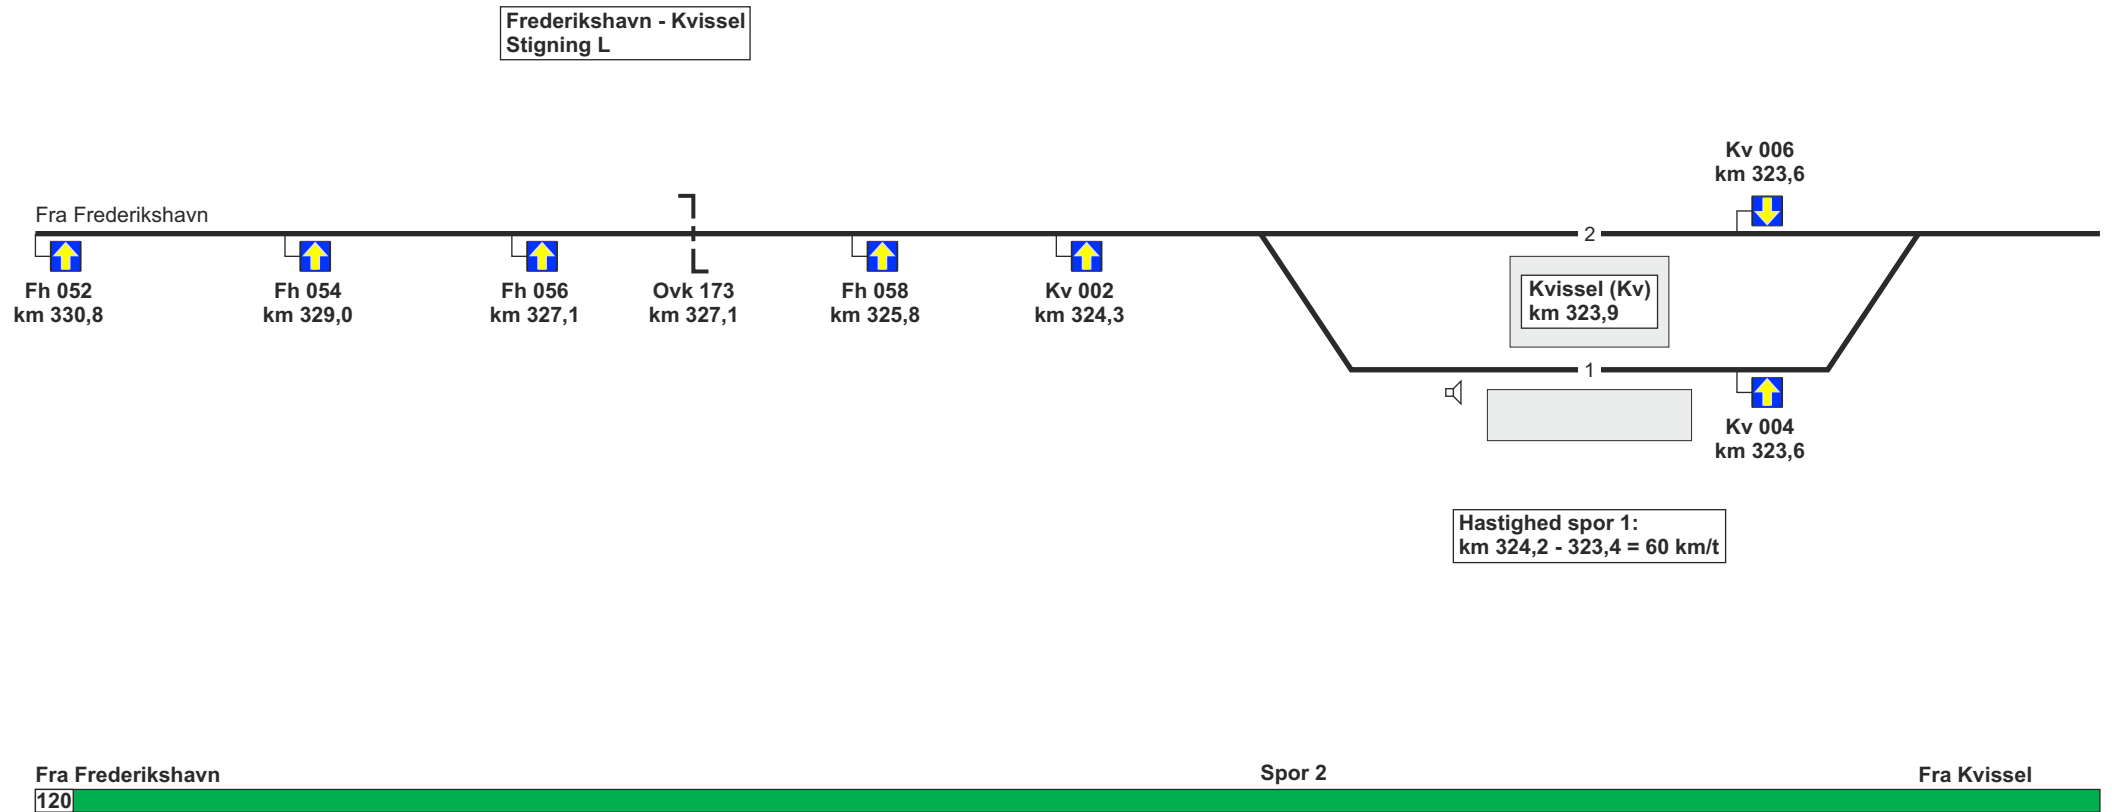 Frederikshavn - Kvissel
Stigning L
Kv 006
km 323,6
Fra Frederikshavn
2
Fh 052
km 330,8
Fh 054
km 329,0
Fh 056
km 327,1
Ovk 173
km 327,1
Fh 058
km 325,8
Kv 002
km 324,3
Kvissel (Kv)
km 323,9
1
Kv 004
km 323,6
Hastighed spor 1:
km 324,2 - 323,4 = 60 km/t
Fra Frederikshavn
Spor 2
Fra Kvissel
120